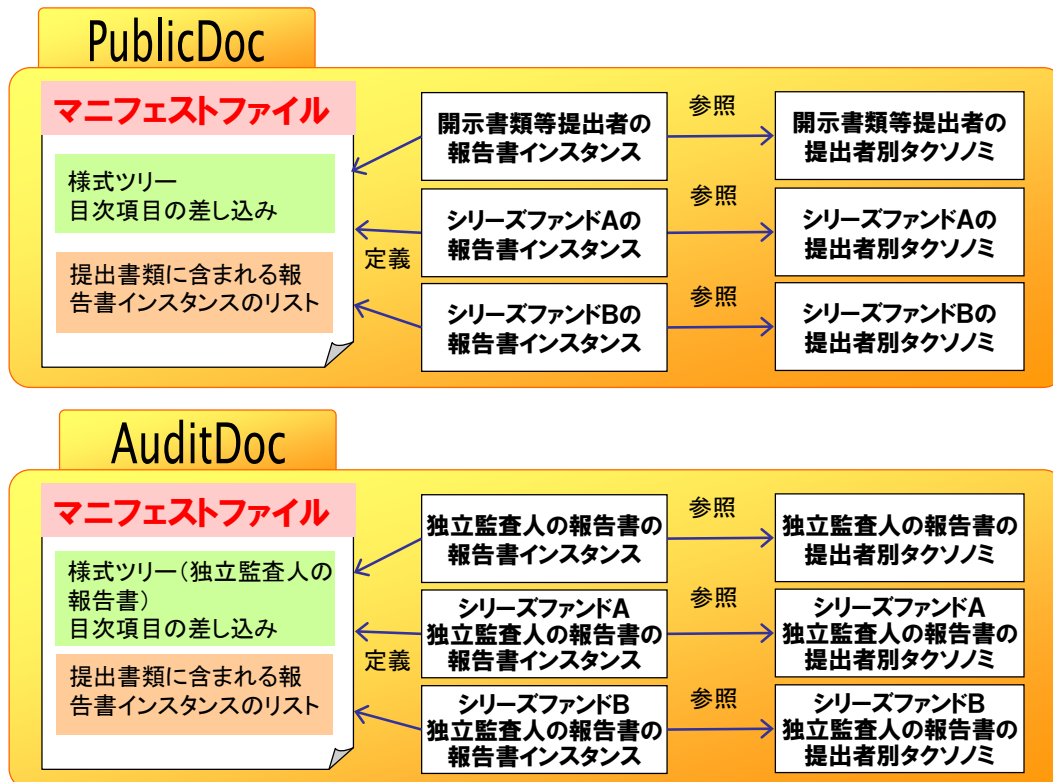 PublicDoc
マニフェストファイル
様式ツリー
目次項目の差し込み
提出書類に含まれる報
告書インスタンスのリスト
定義
開示書類等提出者の
報告書インスタンス
参照
開示書類等提出者の
提出者別タクソノミ
シリーズファンドAの
報告書インスタンス
参照
シリーズファンドAの
提出者別タクソノミ
シリーズファンドBの
報告書インスタンス
参照
シリーズファンドBの
提出者別タクソノミ
AuditDoc
マニフェストファイル
様式ツリー(独立監査人の
報告書)
目次項目の差し込み
提出書類に含まれる報
告書インスタンスのリスト
定義
独立監査人の報告書の
報告書インスタンス
参照
独立監査人の報告書の
提出者別タクソノミ
シリーズファンドA
独立監査人の報告書の
報告書インスタンス
参照
シリーズファンドA
独立監査人の報告書の
提出者別タクソノミ
シリーズファンドB
独立監査人の報告書の
報告書インスタンス
参照
シリーズファンドB
独立監査人の報告書の
提出者別タクソノミ